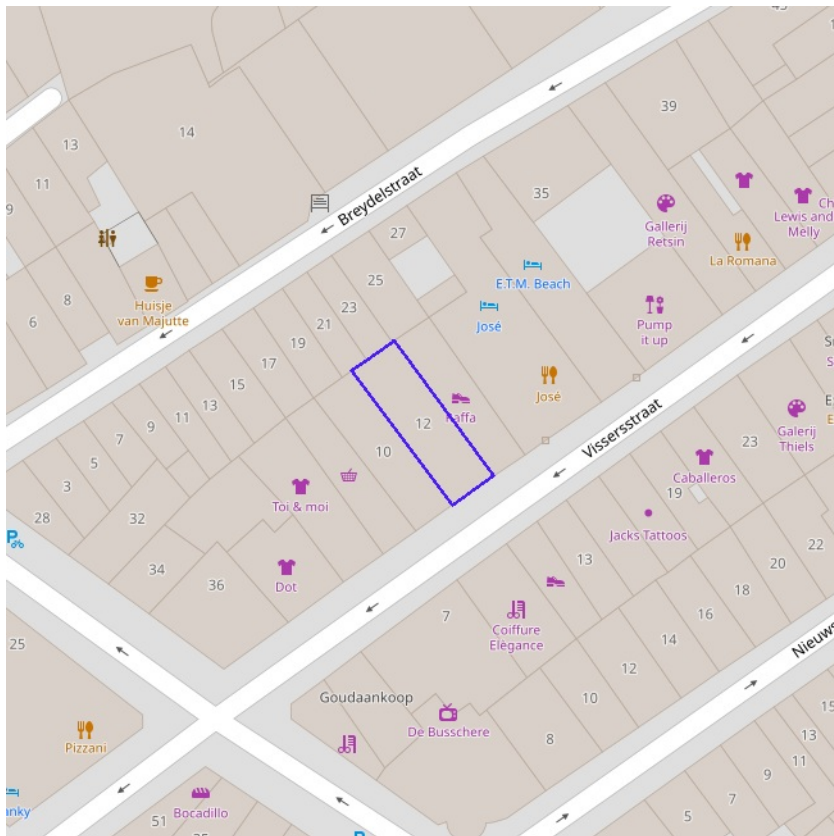 45
39
13
14
11
9
35
Breydelstraat
Gallerij
Retsin
Ch
Lewis and
Melly
27
La Romana
E.T.M. Beach
25
8
6
Huisje
van Majutte
23
21
José
Pump
it up
19
17
15
13
11
9
7
5
3
28
32
34
36
José
Raffa
12
10
Toi & moi
Dot
Vissersstraat
S
E
E
Galerij
Thiels
23
Caballeros
19
Jacks Tattoos
13
22
20
18
16
14
12
10
8
7
Coiffure
Elègance
Nieuws
25
Goudaankoop
De Busschere
Pizzani
anky
Bocadillo
51
P
15
13
11
9
7
5